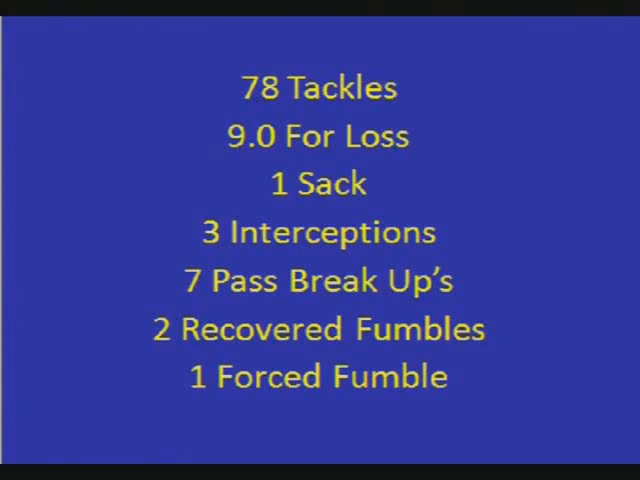 78 Tackles
9.0 For Loss
1 Sack
3 Interceptions
7 Pass Break Up’s
2 Recovered Fumbles
1 Forced Fumble